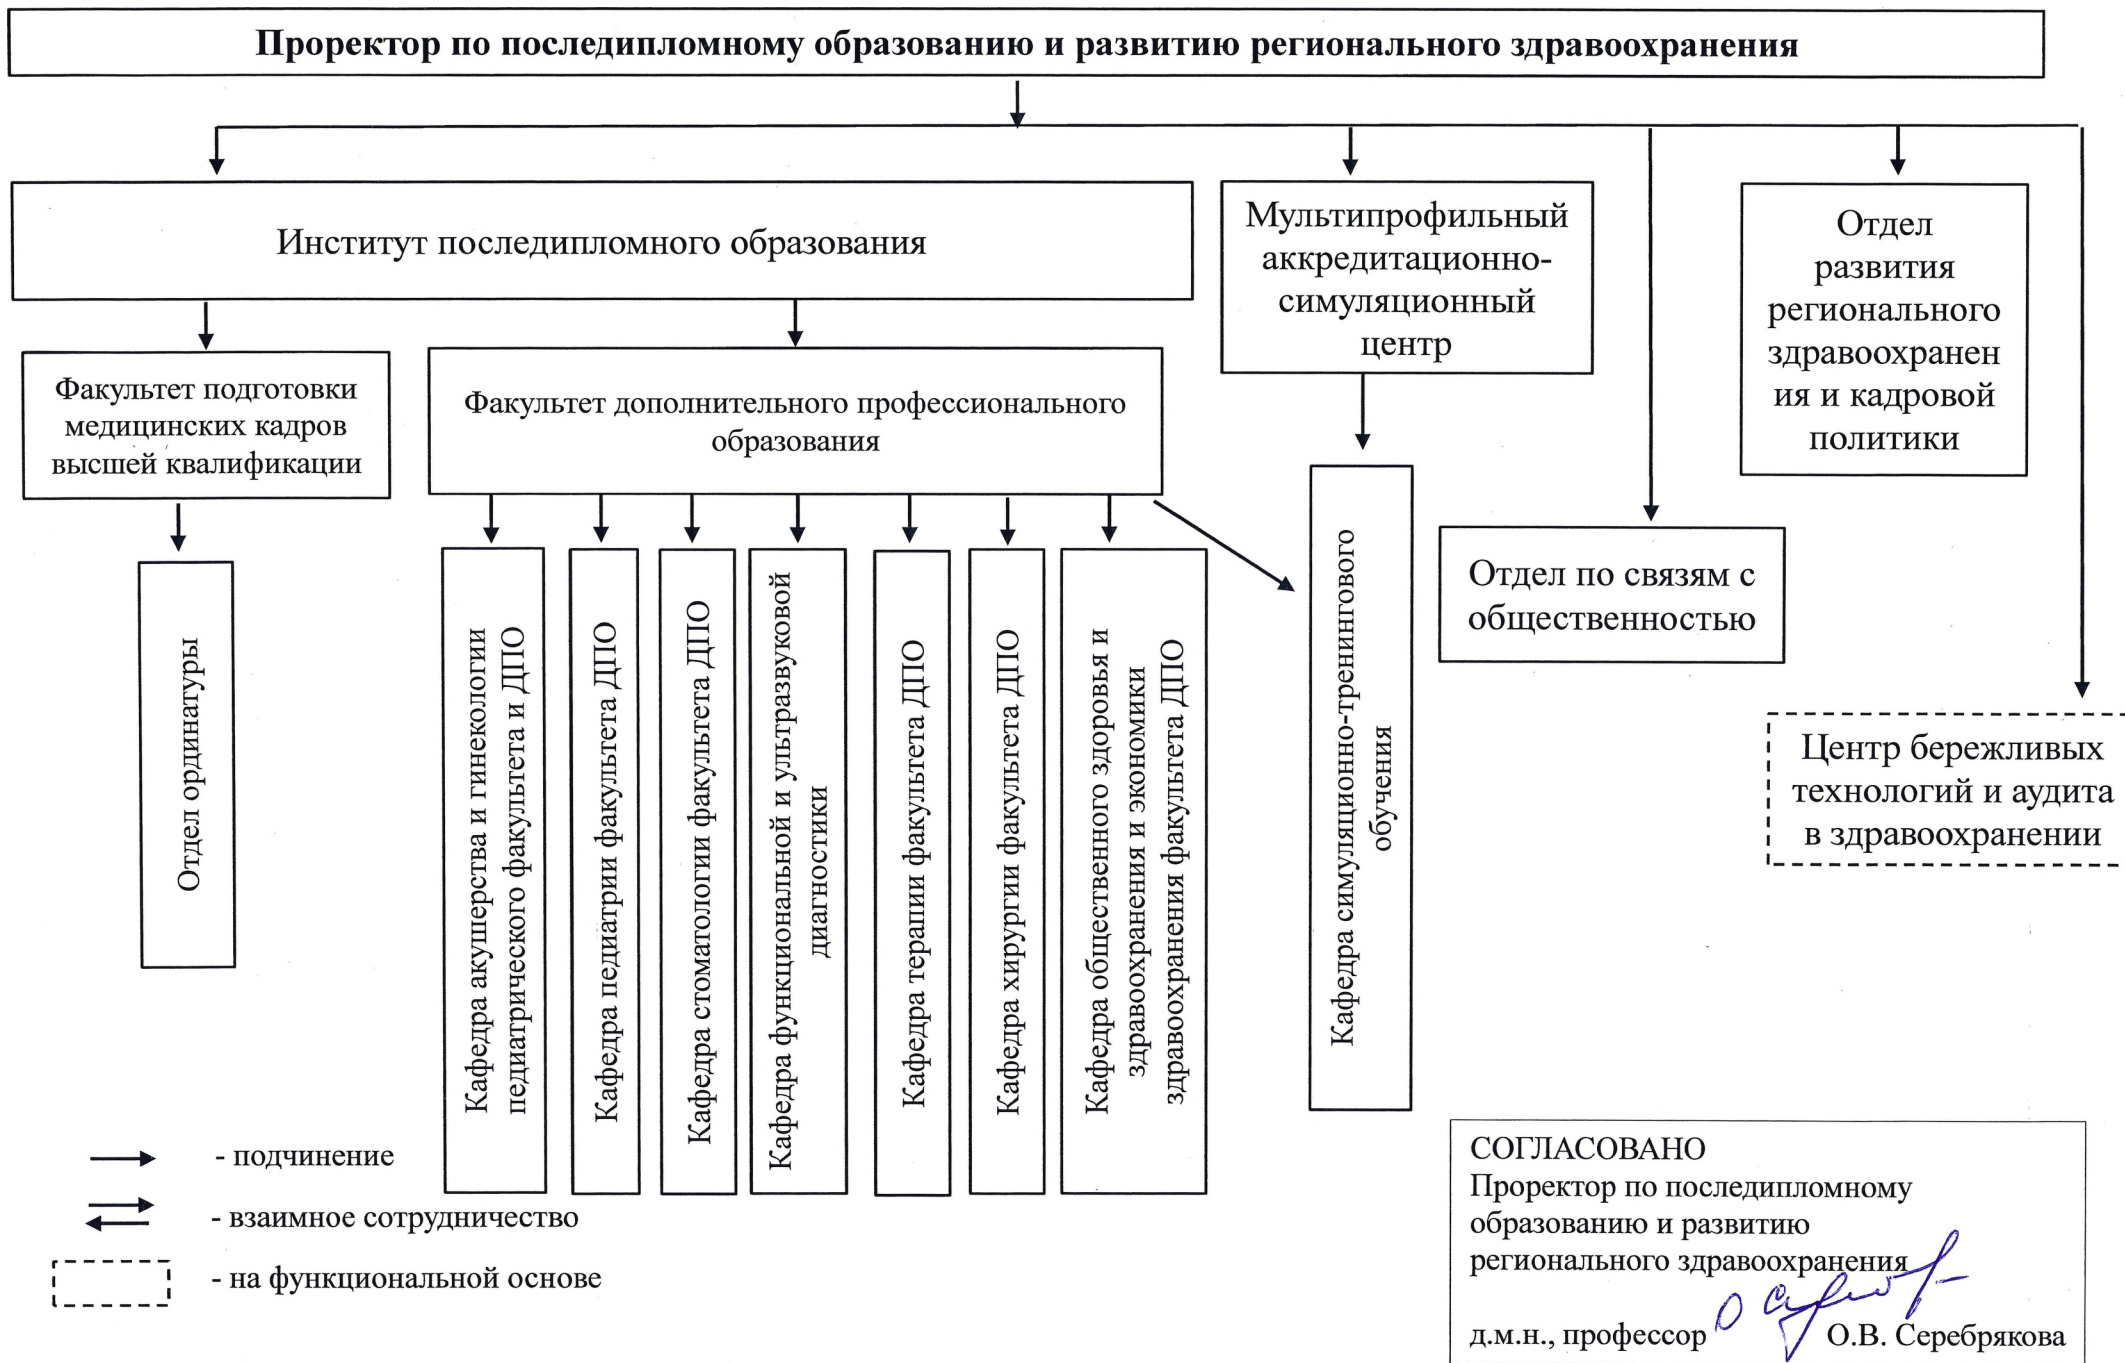 Проректор по последипломному образованию и развитию регионального здравоохранения
Институт последипломного образования
Мультипрофильный
аккредитационно-
симуляционный
центр
Отдел
развития
регионального
здравоохранен
ия и кадровой
политики
Факультет подготовки
медицинских кадров
высшей квалификации
Факультет дополнительного профессионального
образования
Отдел ординатуры
Кафедра акушерства и гинекологии
педиатрического факультета и ДПО
Кафедра педиатрии факультета ДПО
Кафедра стоматологии факультета ДПО
Кафедра функциональной и ультразвуковой
диагностики
Кафедра терапии факультета ДПО
Кафедра хирургии факультета ДПО
Кафедра общественного здоровья и
здравоохранения и экономики
здравоохранения факультета ДПО
Кафедра симуляционно-тренингового
обучения
Отдел по связям с
общественностью
Центр бережливых
технологий и аудита
в здравоохранении
- подчинение
- взаимное сотрудничество
- на функциональной основе
СОГЛАСОВАНО
Проректор по последипломному
образованию и развитию
регионального здравоохранения
д.м.н., профессор О.В. Серебрякова